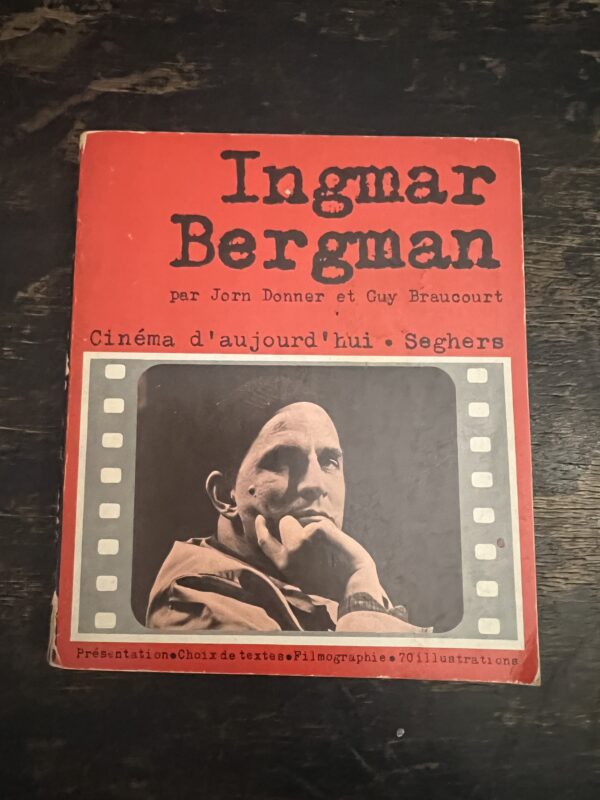 Ingmar
Bergman
par Jorn Donner et Guy Braucourt
Cinéma d'aujourd'hui • Seghers
Présentation•Choix de textes•Filmographie•70 illustrations